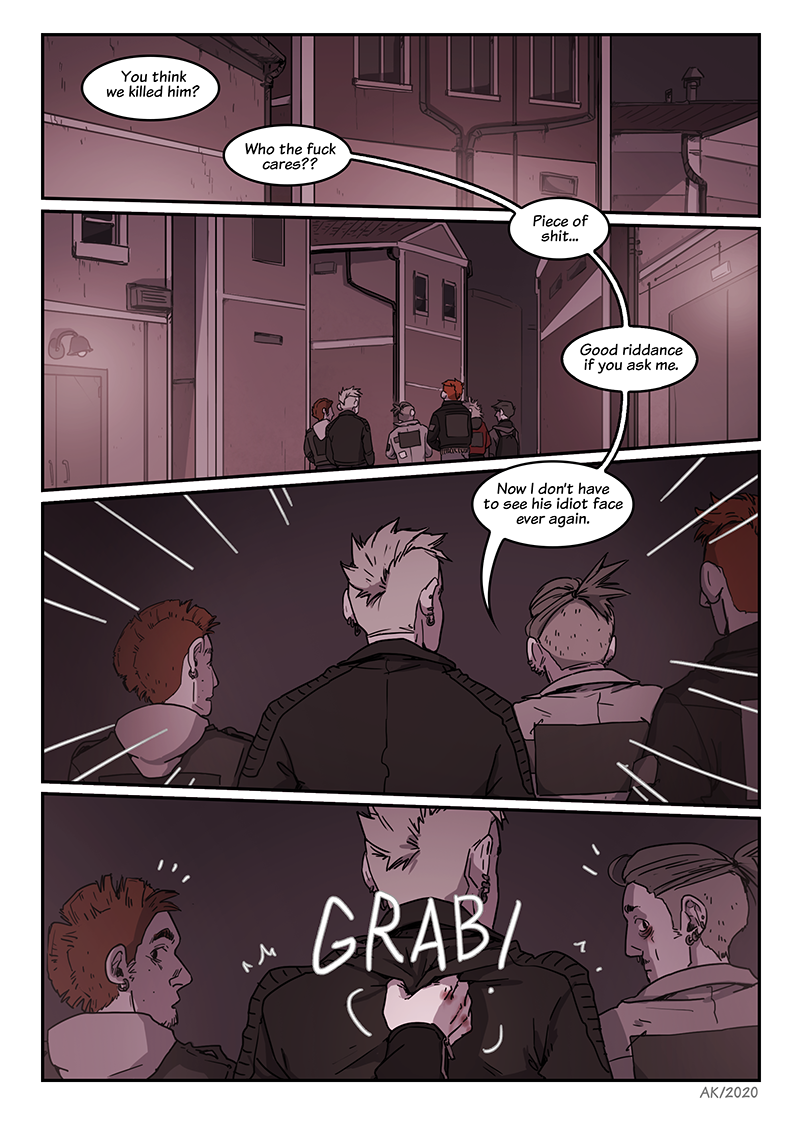 You think
we killed him?
Who the fuck
cares??
Piece of
shit...
Good riddance
if you ask me.
Now I don't have
to see his idiot face
ever again.
GRAB!
AK/2020